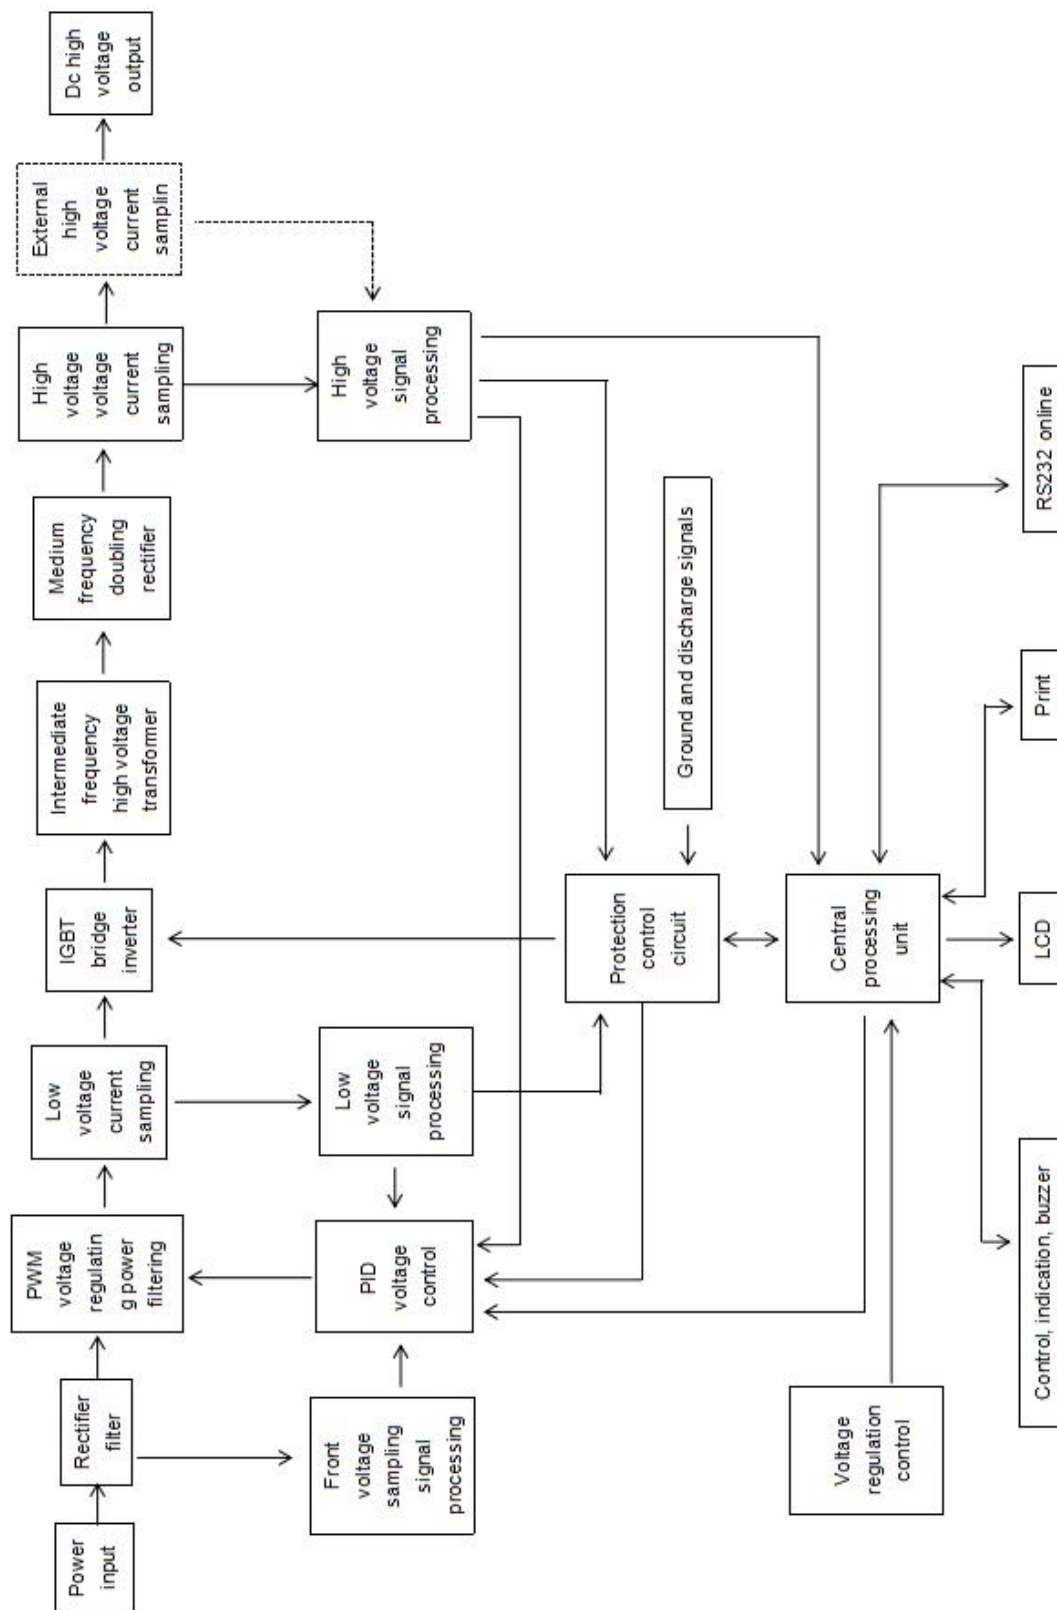 Power
input
Rectifier
filter
PWM
voltage
regulatin
g power
filtering
Low
voltage
current
sampling
IGBT
bridge
inverter
Intermediate
frequency
high voltage
transformer
Medium
frequency
doubling
rectifier
High
voltage
voltage
current
sampling
External
high
voltage
current
samplin
Dc high
voltage
output
Front
voltage
sampling
signal
processing
PID
voltage
control
Low
voltage
signal
processing
High
voltage
signal
processing
Protection
control
circuit
Ground and discharge signals
Voltage
regulation
control
Central
processing
unit
Control, indication, buzzer
LCD
Print
RS232 online